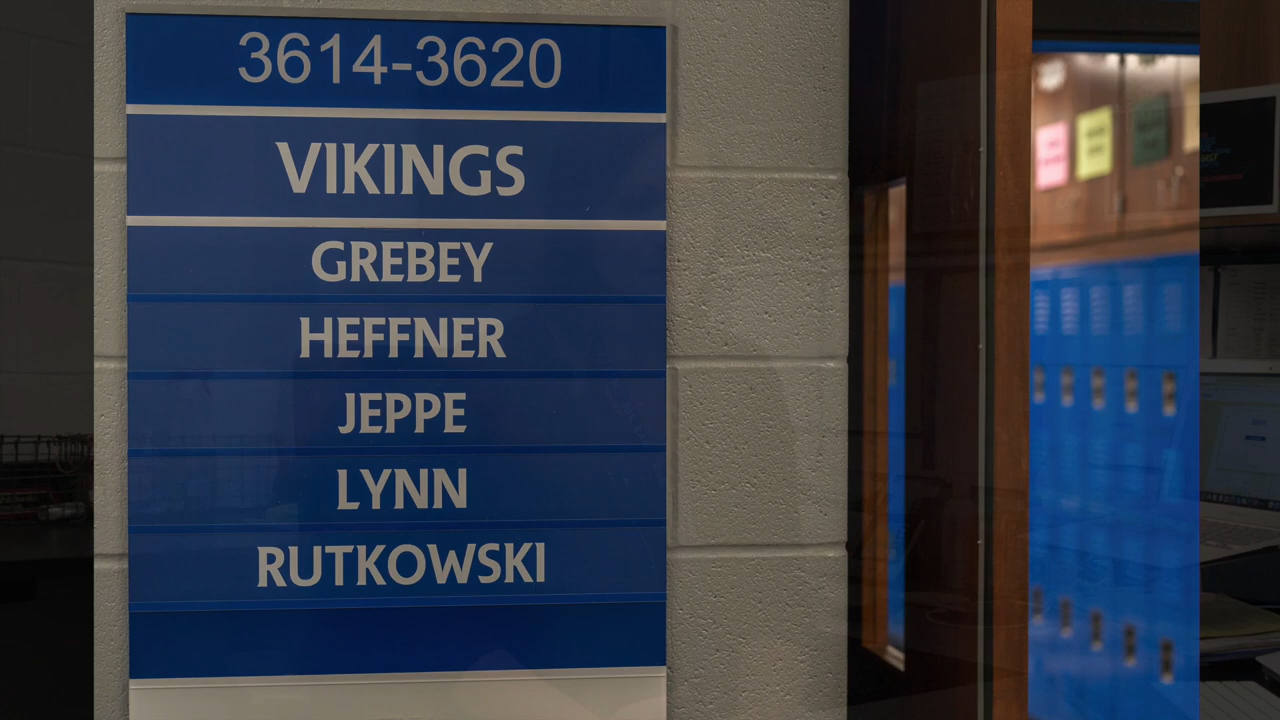 3614-3620
VIKINGS
GREBEY
HEFFNER
JEPPE
LYNN
RUTKOWSKI